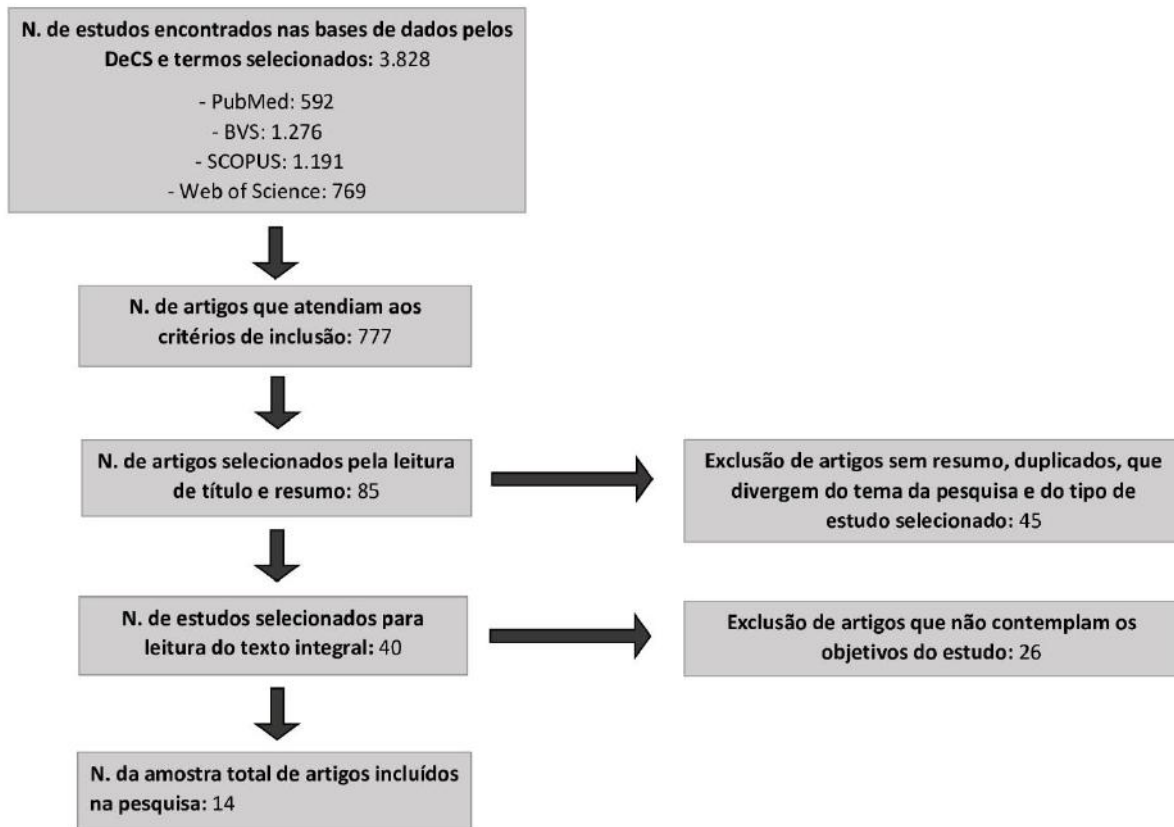 N. de estudos encontrados nas bases de dados pelos
DeCS e termos selecionados: 3.828
- PubMed: 592
- BVS: 1.276
- SCOPUS: 1.191
- Web of Science: 769
N. de artigos que atendiam aos
critérios de inclusão: 777
N. de artigos selecionados pela leitura
de título e resumo: 85
Exclusão de artigos sem resumo, duplicados, que
divergem do tema da pesquisa e do tipo de
estudo selecionado: 45
N. de estudos selecionados para
leitura do texto integral: 40
Exclusão de artigos que não contemplam os
objetivos do estudo: 26
N. da amostra total de artigos incluídos
na pesquisa: 14